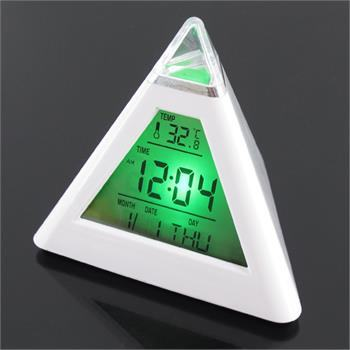 TEMP
32.8 °C
TIME
AM 12:04
MONTH DATE DAY
1 1 THU